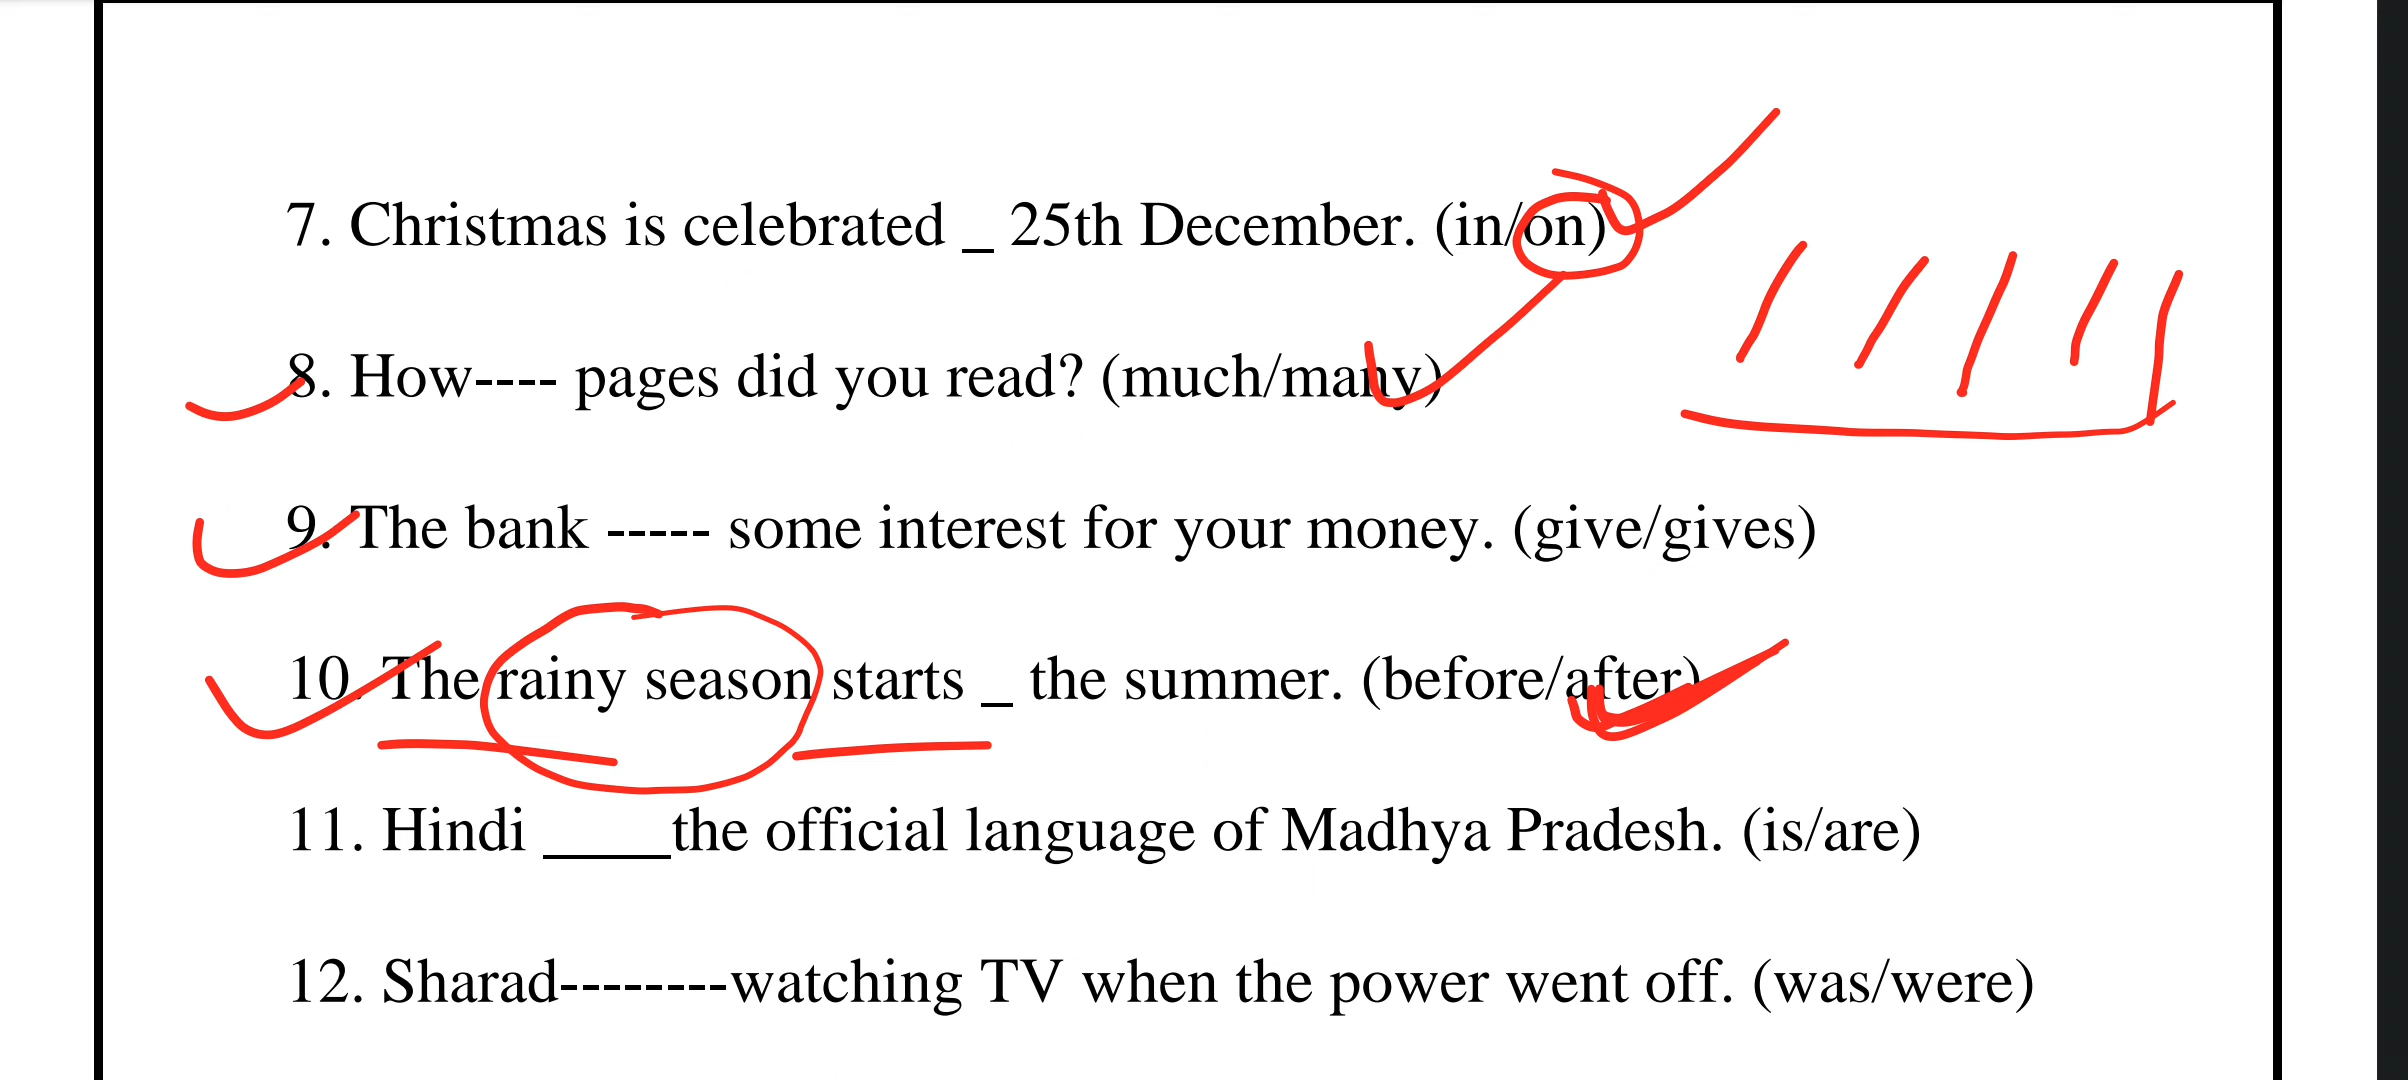 7. Christmas is celebrated _ 25th December. (in/on)
8. How---- pages did you read? (much/many)
9. The bank ----- some interest for your money. (give/gives)
10. The rainy season starts _ the summer. (before/after)
11. Hindi ____the official language of Madhya Pradesh. (is/are)
12. Sharad--------watching TV when the power went off. (was/were)